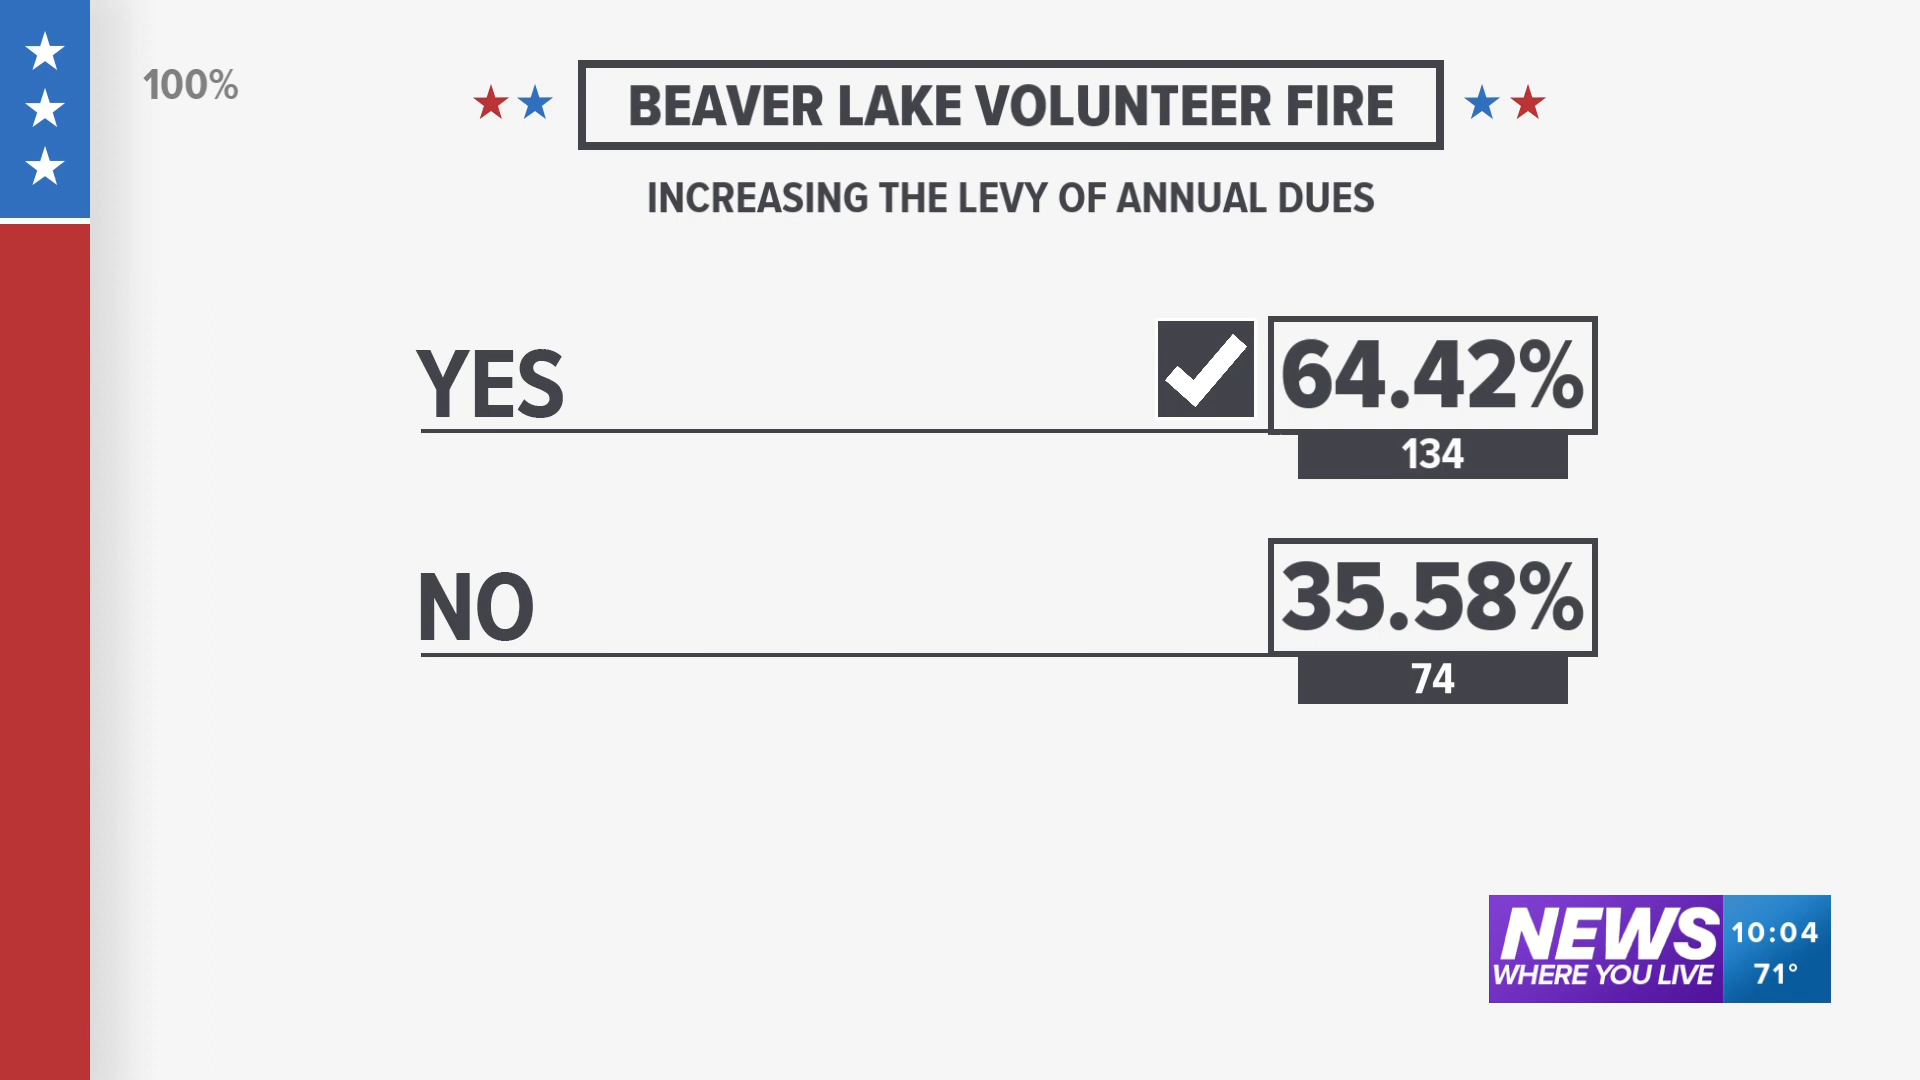 100%
BEAVER LAKE VOLUNTEER FIRE
INCREASING THE LEVY OF ANNUAL DUES
YES
64.42%
134
NO
35.58%
74
NEWS
WHERE YOU LIVE
10:04
71°